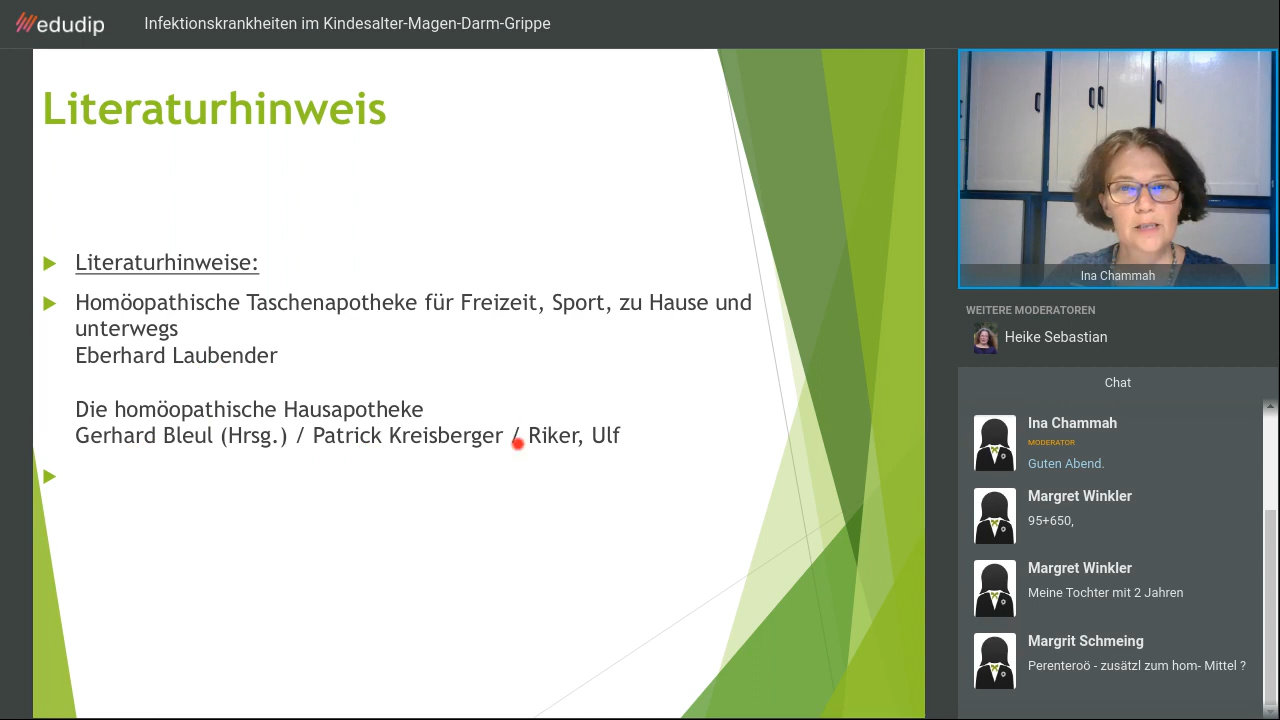 edudip
Infektionskrankheiten im Kindesalter-Magen-Darm-Grippe
Literaturhinweis
Literaturhinweise:
Homöopathische Taschenapotheke für Freizeit, Sport, zu Hause und
unterwegs
Eberhard Laubender
Die homöopathische Hausapotheke
Gerhard Bleul (Hrsg.) / Patrick Kreisberger / Riker, Ulf
Ina Chammah
WEITERE MODERATOREN
Heike Sebastian
Chat
Ina Chammah
MODERATOR
Guten Abend.
Margret Winkler
95+650,
Margret Winkler
Meine Tochter mit 2 Jahren
Margrit Schmeing
Perenteroö - zusätzl zum hom- Mittel ?